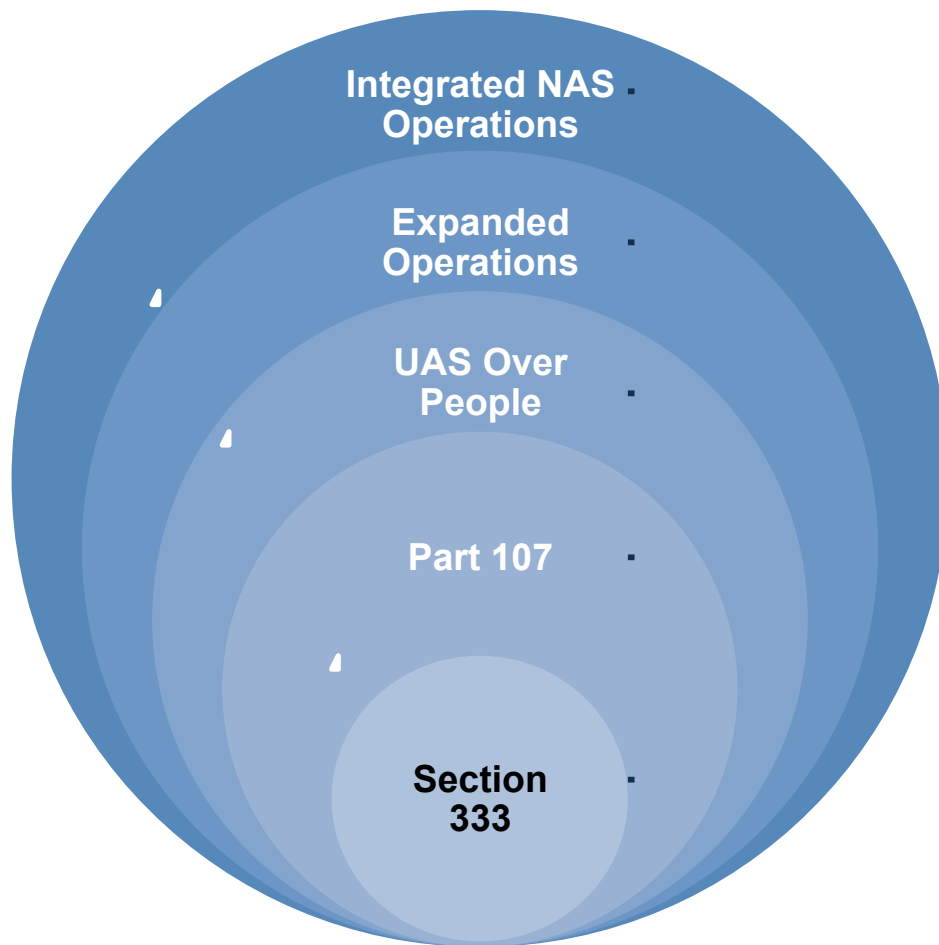 Integrated NAS
Operations
Expanded
Operations
UAS Over
People
Part 107
Section
333